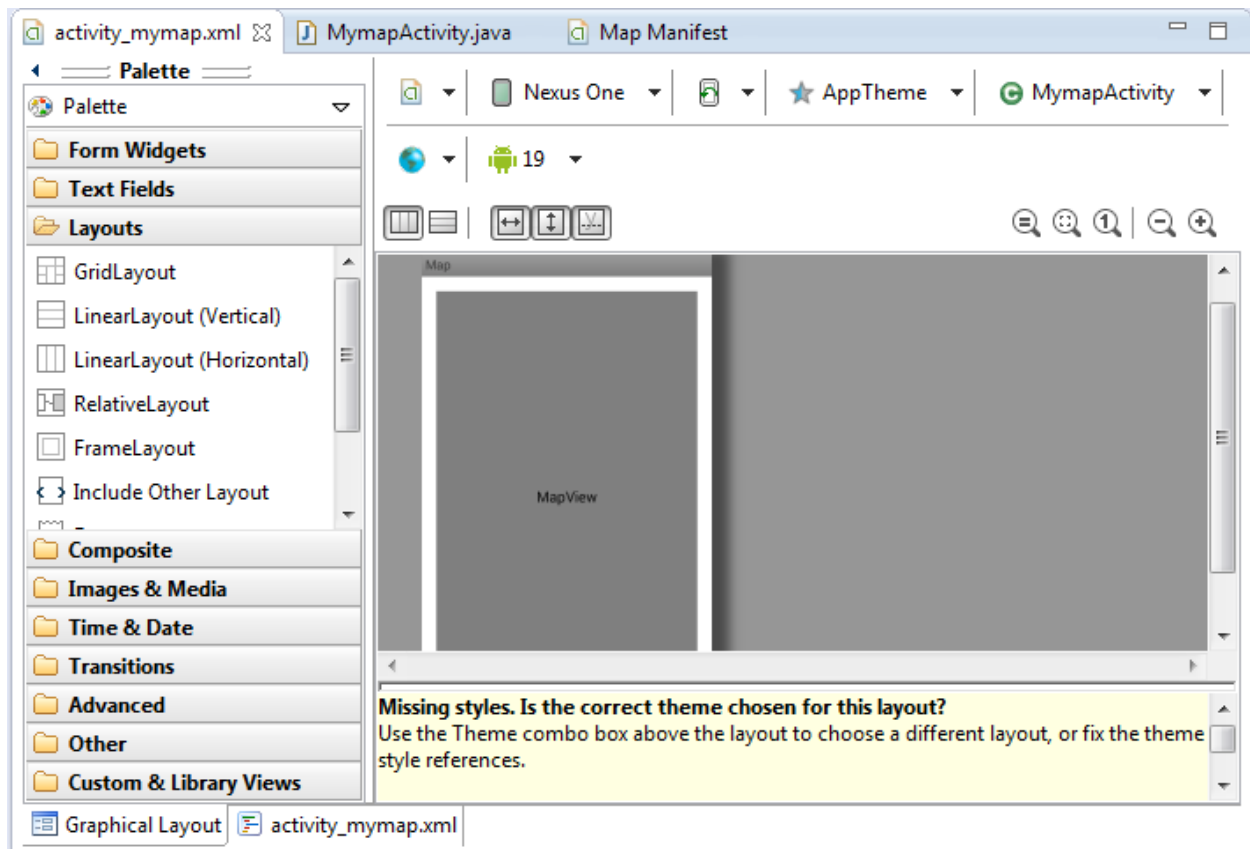 activity_mymap.xml
MymapActivity.java
Map Manifest
Palette
Palette
Form Widgets
Text Fields
Layouts
GridLayout
LinearLayout (Vertical)
LinearLayout (Horizontal)
RelativeLayout
FrameLayout
Include Other Layout
Composite
Images & Media
Time & Date
Transitions
Advanced
Other
Custom & Library Views
Nexus One
AppTheme
MymapActivity
19
Map
MapView
Missing styles. Is the correct theme chosen for this layout?
Use the Theme combo box above the layout to choose a different layout, or fix the theme
style references.
Graphical Layout
activity_mymap.xml